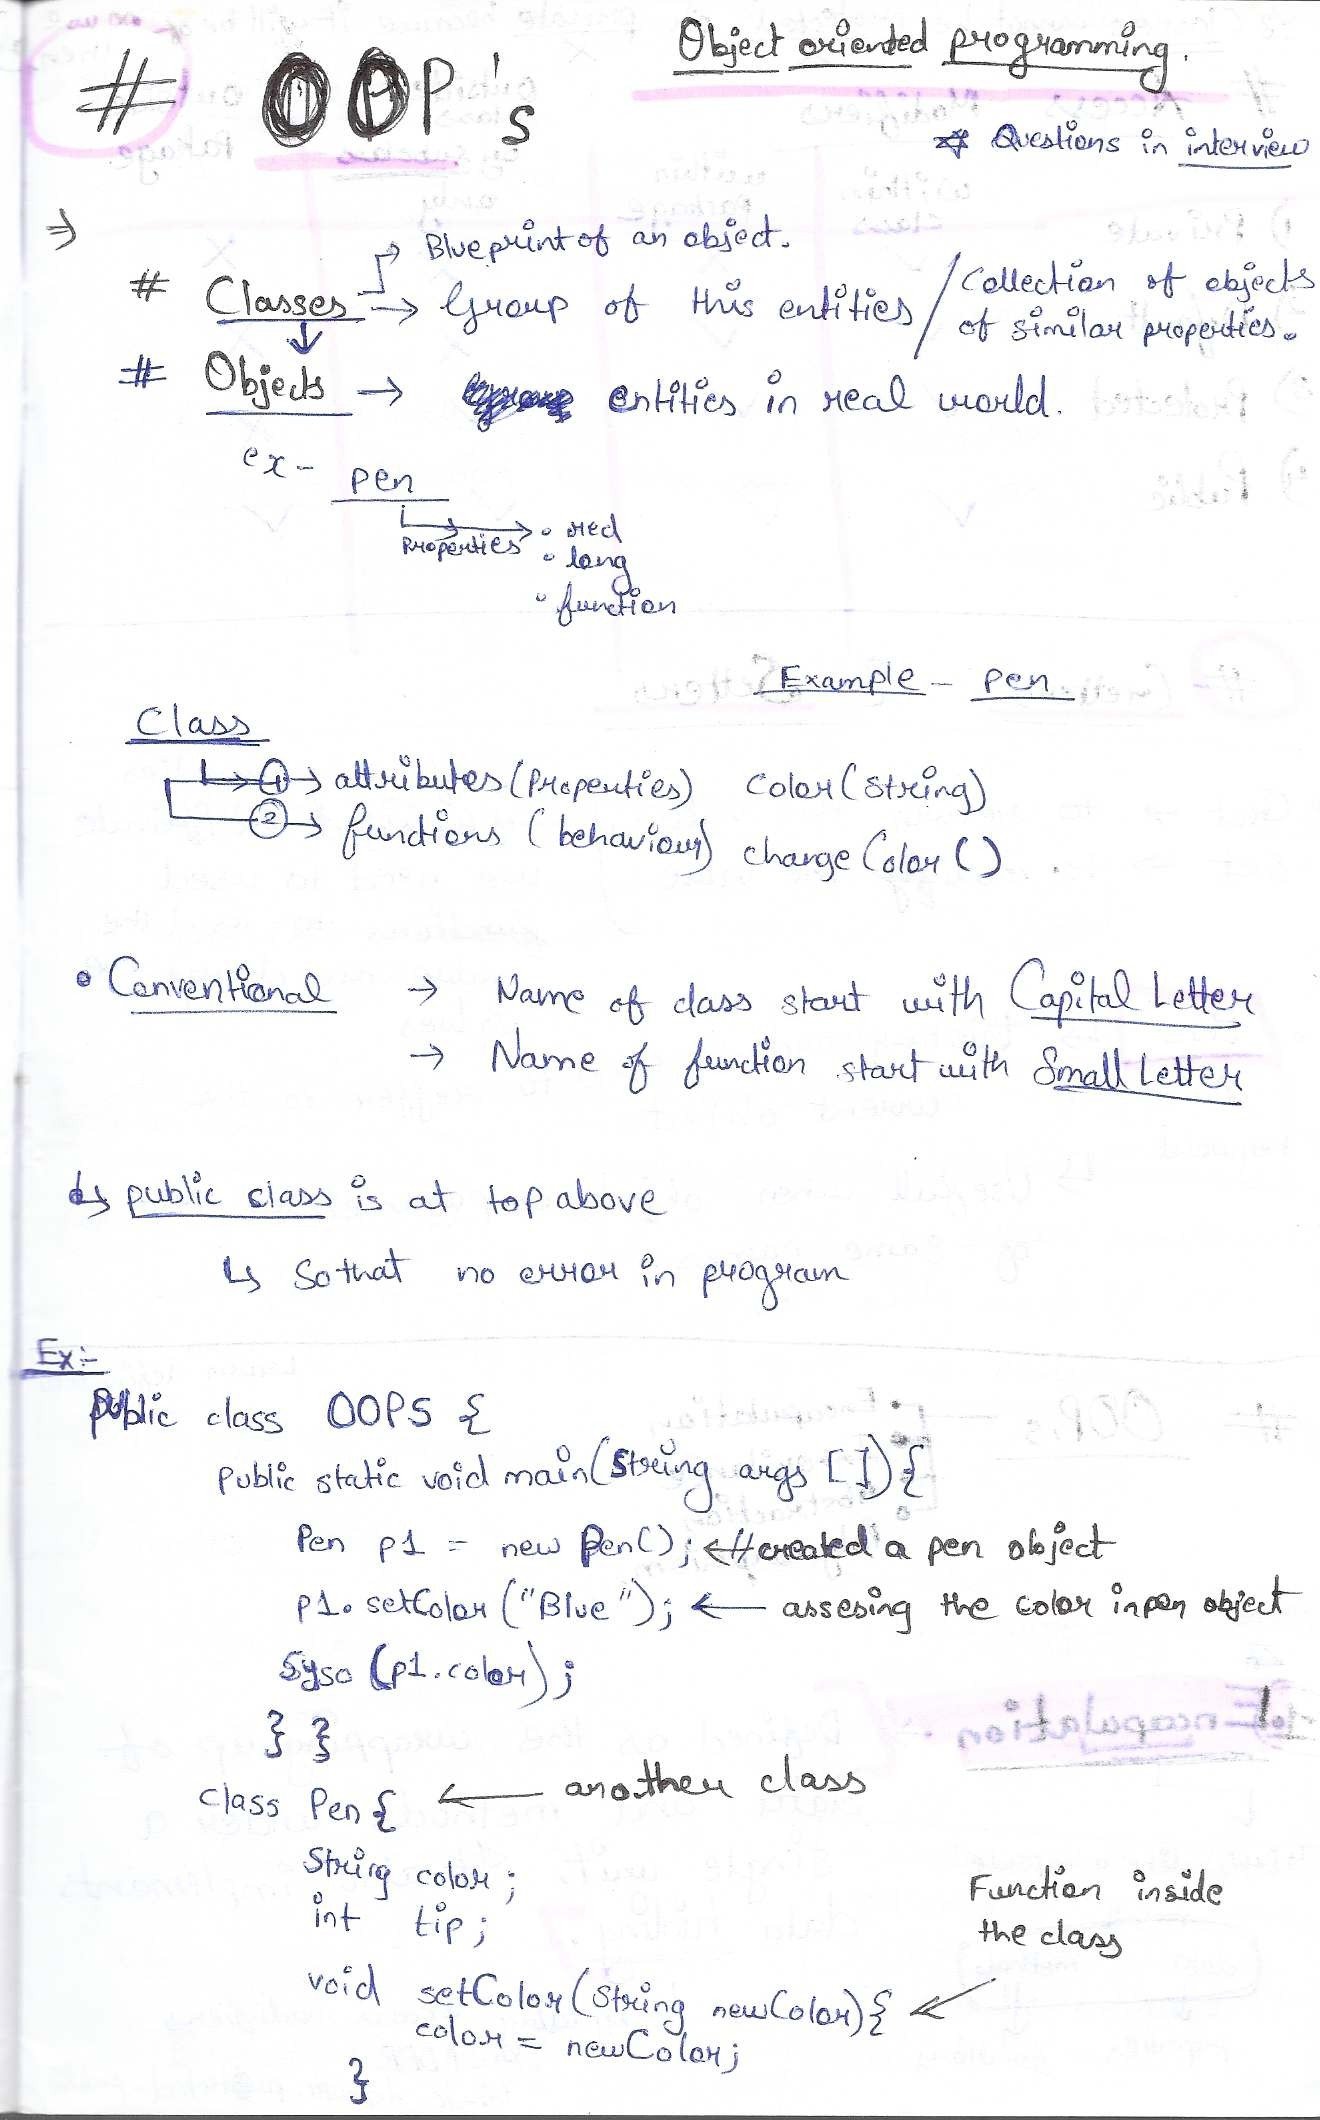 Object oriented programming.
# OOP's
* Questions in interview
⇒
→ Blueprint of an object.
# Classes → Group of this entities / Collection of objects
of similar properties.
# Objects → entities in real world.
ex - pen
Properties → • red
• long
• function
Example - pen
Class
→ ① → attributes (Properties) Color (String)
② → functions (behaviour) change Color ()
• Conventional → Name of class start with Capital Letter
→ Name of function start with Small Letter
↳ public class is at top above
↳ So that no error in program
Ex:-
Public class OOPS {
Public static void main(String args []){
Pen p1 = new Pen(); ← // created a pen object
p1. setColor ("Blue"); ← assesing the color in pen object
Syso (p1.color);
} }
class Pen { ← another class
String color;
int tip;
Function inside
the class
void setColor (String newColor){ ←
color = newColor;
}